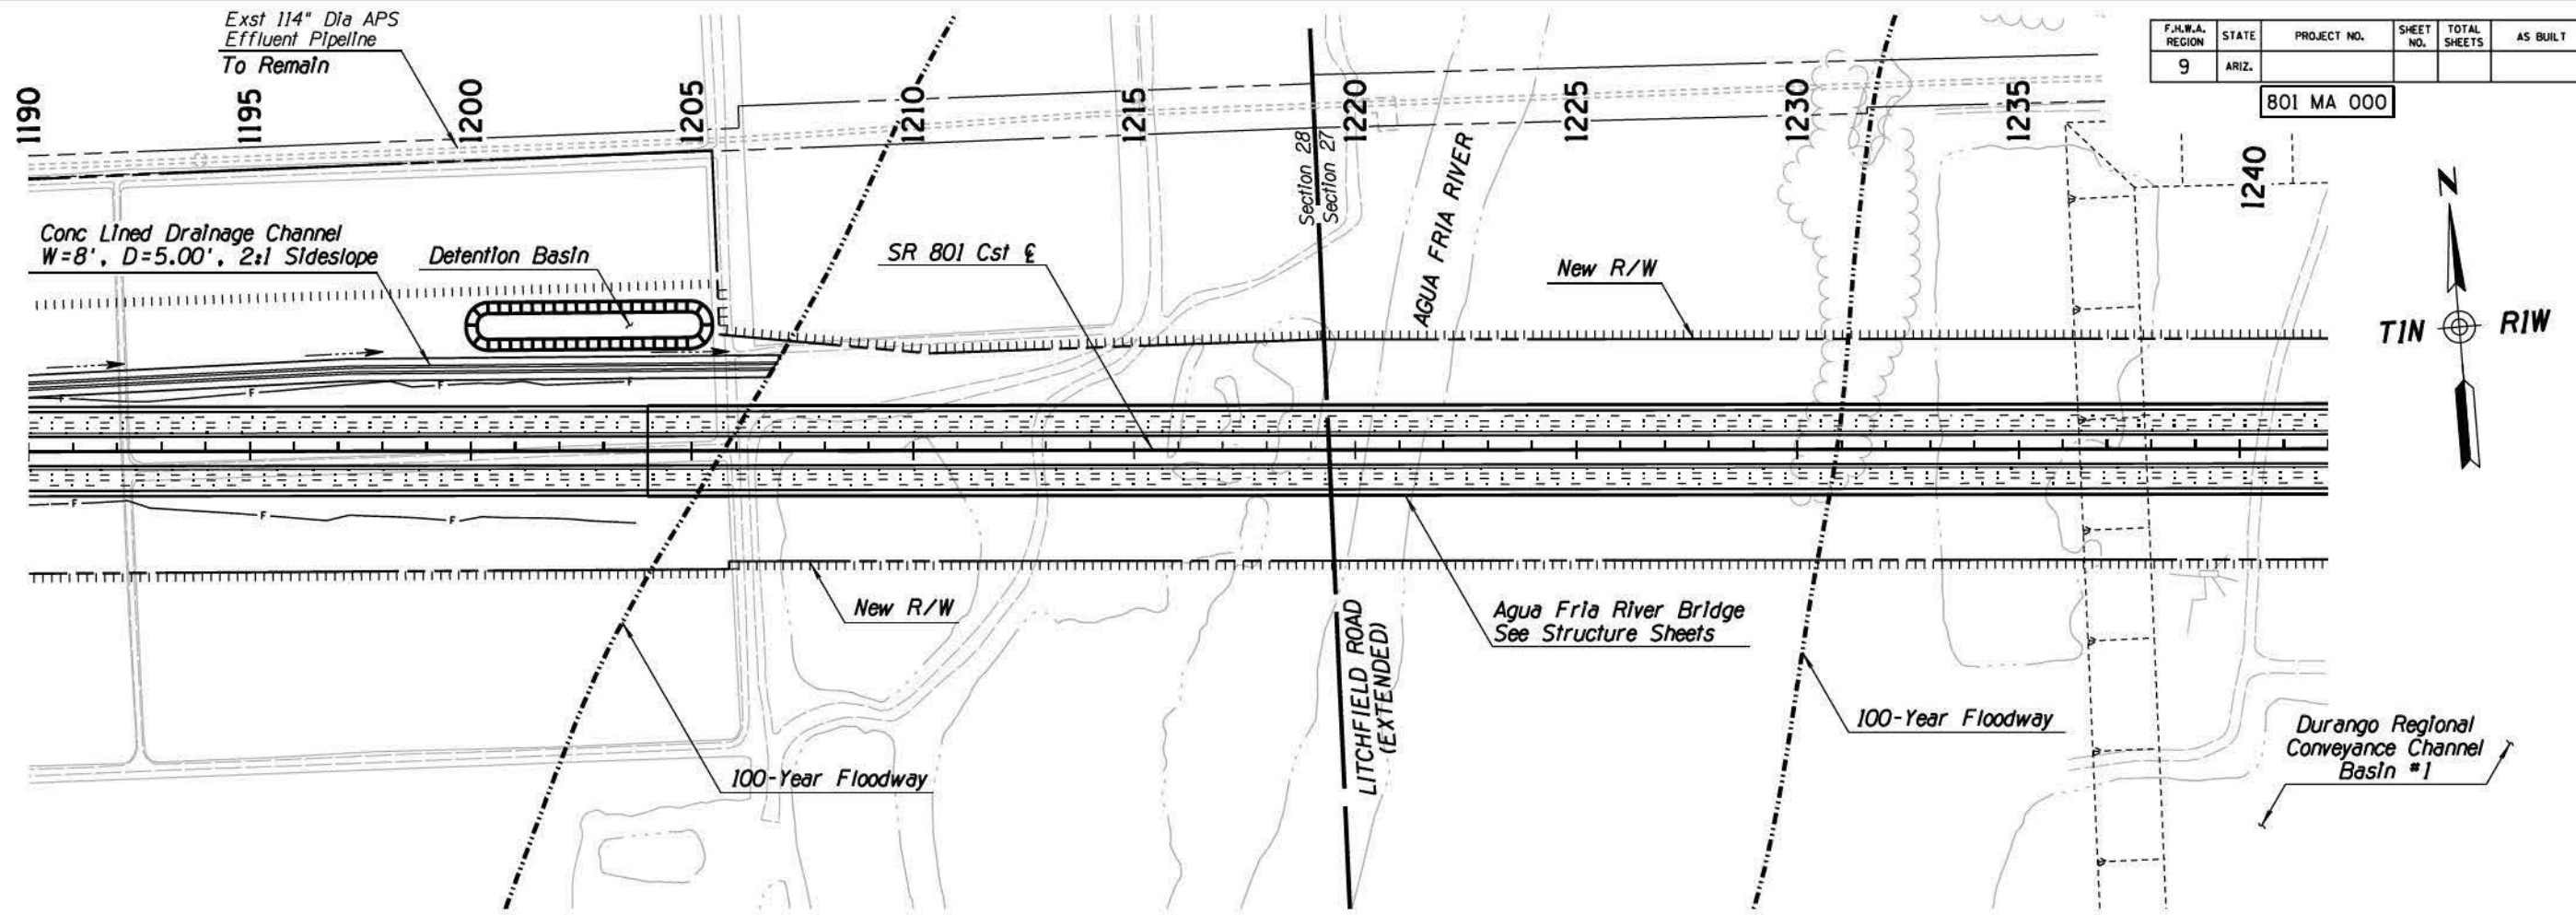 Exst 114" Dia APS
Effluent Pipeline
To Remain
F.H.W.A. REGION
STATE
PROJECT NO.
SHEET NO.
TOTAL SHEETS
AS BUILT
9
ARIZ.
801 MA 000
1190
1195
1200
1205
1210
1215
1220
1225
1230
1235
1240
Section 28
Section 27
AGUA FRIA RIVER
N
T1N
R1W
Conc Lined Drainage Channel
W=8', D=5.00', 2:1 Sideslope
Detention Basin
SR 801 Cst ℄
New R/W
F
F
F
F
F
F
F
New R/W
Agua Fria River Bridge
See Structure Sheets
LITCHFIELD ROAD
(EXTENDED)
100-Year Floodway
100-Year Floodway
Durango Regional
Conveyance Channel
Basin #1